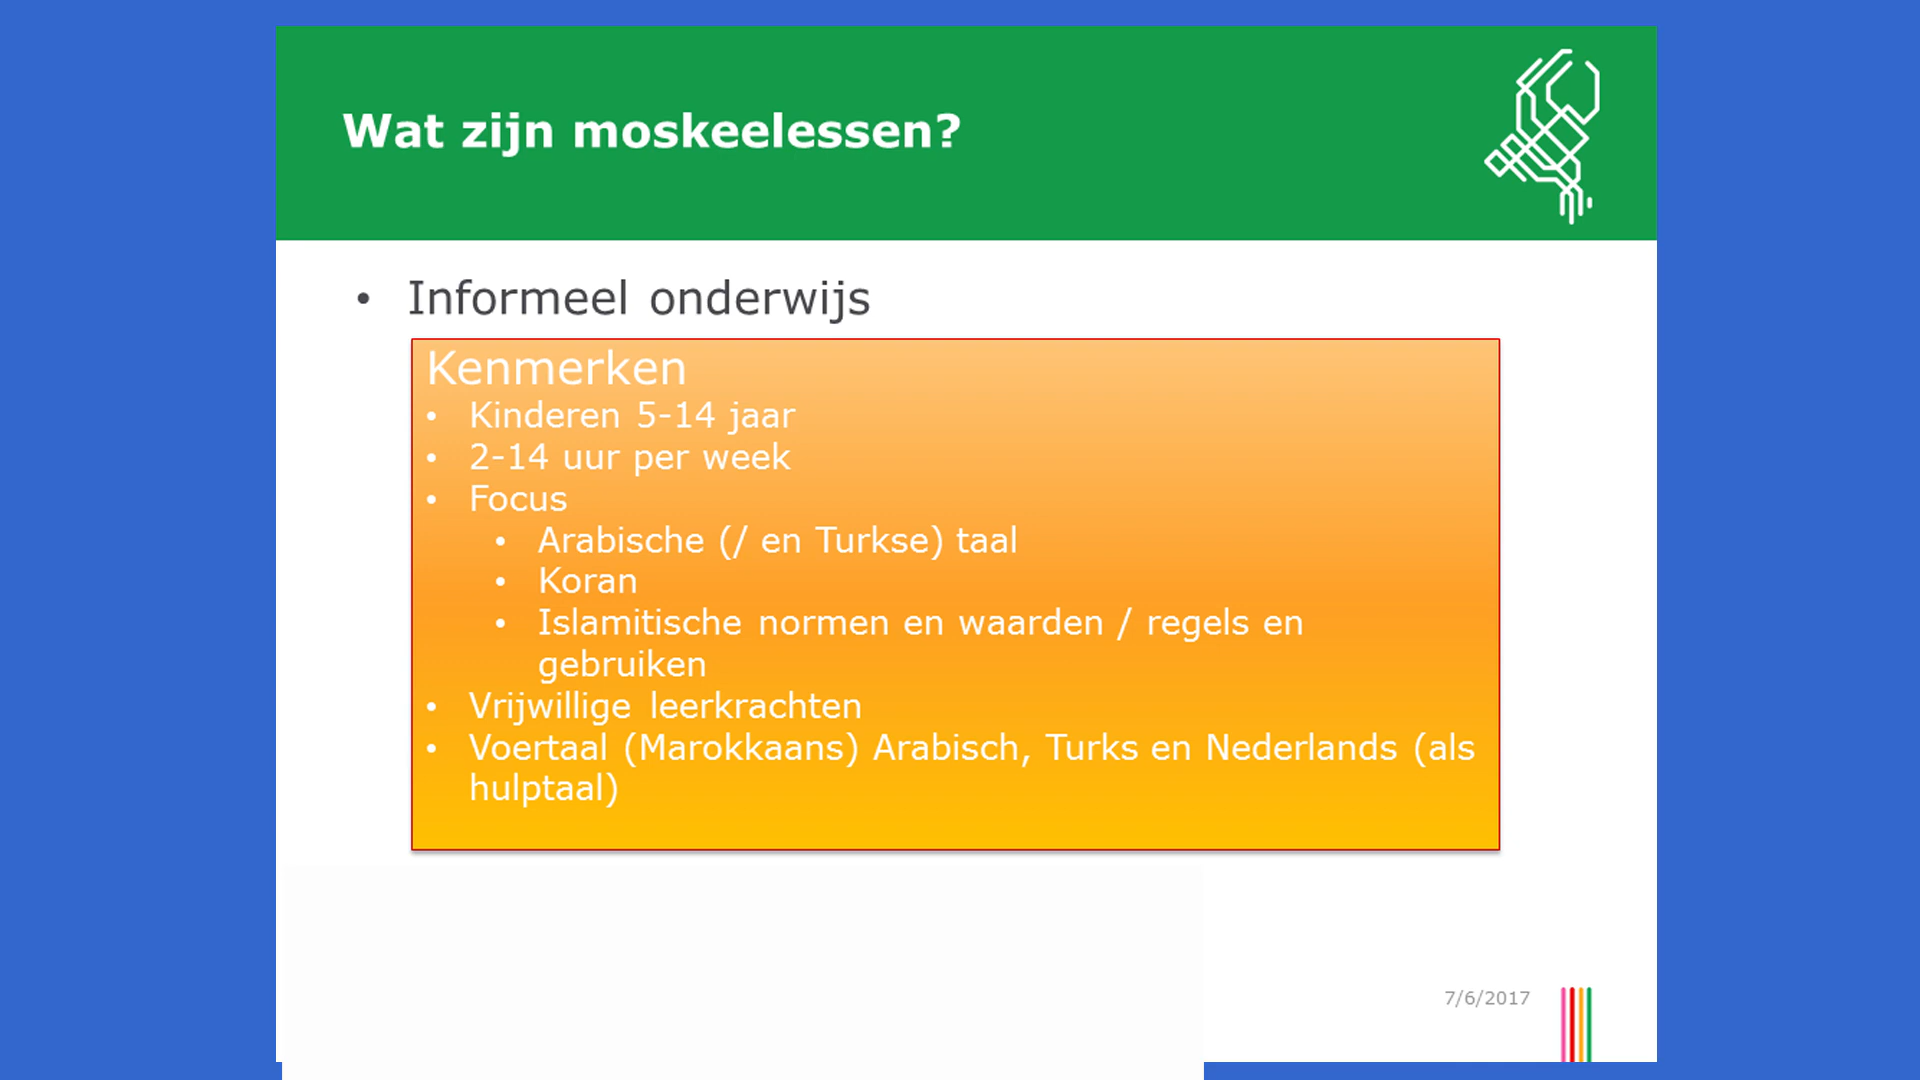 Wat zijn moskeelessen?
• Informeel onderwijs
Kenmerken
• Kinderen 5-14 jaar
• 2-14 uur per week
• Focus
• Arabische (/ en Turkse) taal
• Koran
• Islamitische normen en waarden / regels en
gebruiken
• Vrijwillige leerkrachten
• Voertaal (Marokkaans) Arabisch, Turks en Nederlands (als
hulptaal)
7/6/2017